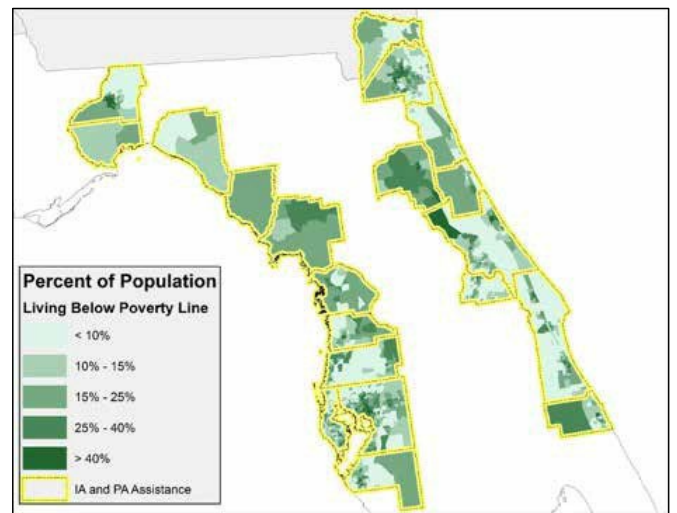 Percent of Population
Living Below Poverty Line
< 10%
10% - 15%
15% - 25%
25% - 40%
> 40%
IA and PA Assistance